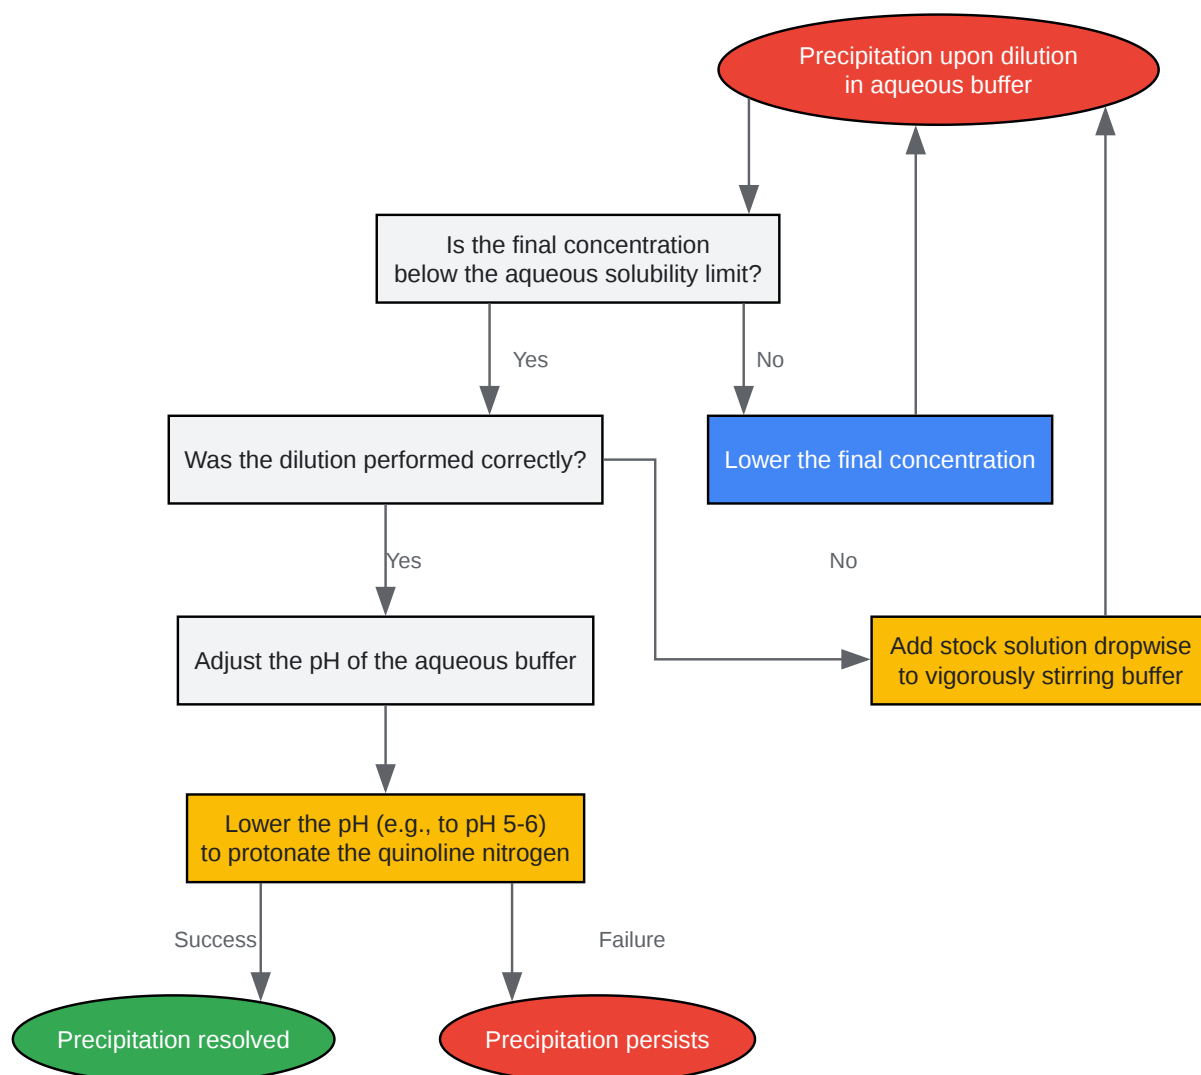 Precipitation upon dilution
in aqueous buffer
Is the final concentration
below the aqueous solubility limit?
Yes
No
Was the dilution performed correctly?
Lower the final concentration
Yes
No
Adjust the pH of the aqueous buffer
Add stock solution dropwise
to vigorously stirring buffer
Lower the pH (e.g., to pH 5-6)
to protonate the quinoline nitrogen
Success
Failure
Precipitation resolved
Precipitation persists